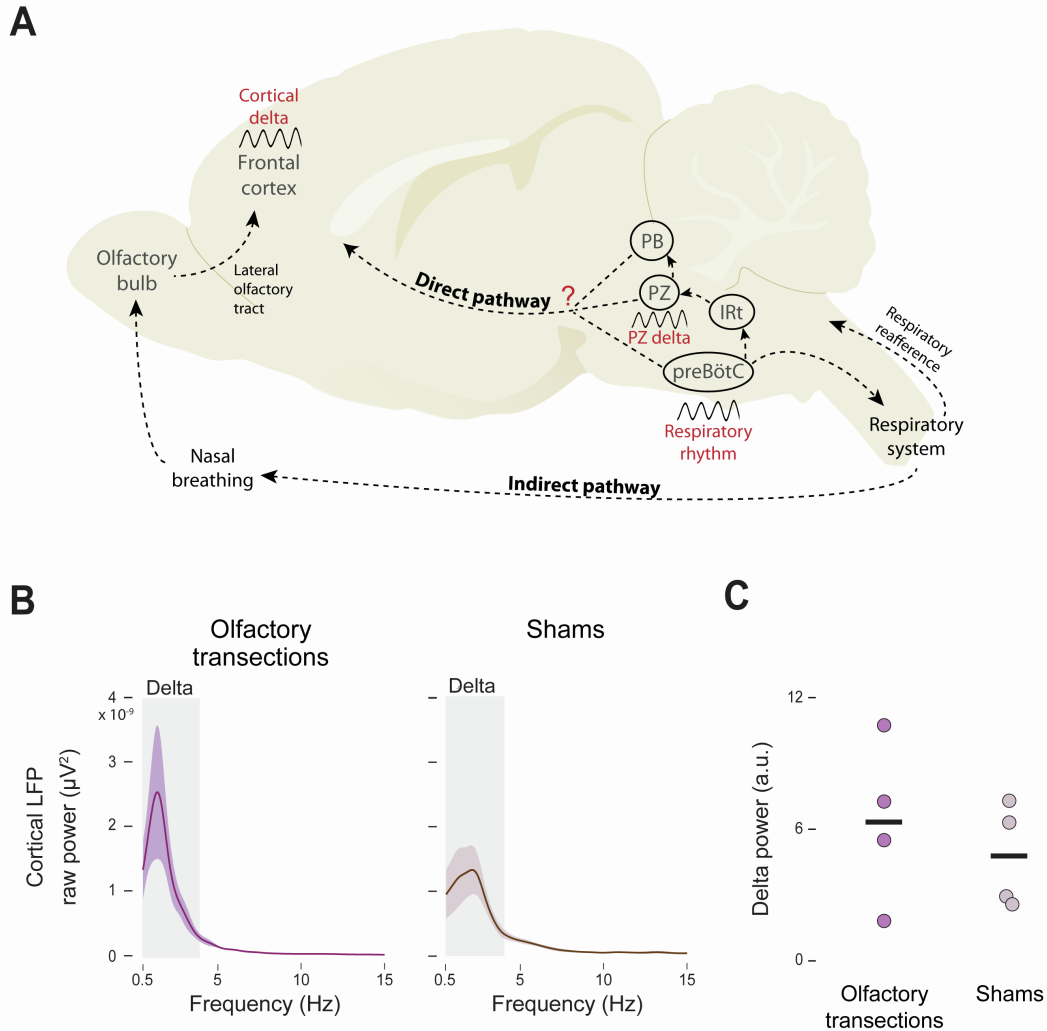 A
Cortical
delta
Frontal
cortex
Olfactory
bulb
Lateral
olfactory
tract
Direct pathway
?
PB
PZ
PZ delta
IRt
preBötC
Respiratory
rhythm
Respiratory
reafference
Respiratory
system
Nasal
breathing
Indirect pathway
B
Olfactory
transections
Shams
Delta
Delta
Cortical LFP
raw power (µV²)
4
x 10⁻⁹
3
2
1
0
0.5 5 10 15
0.5 5 10 15
Frequency (Hz)
Frequency (Hz)
C
Delta power (a.u.)
12
6
0
Olfactory
transections
Shams